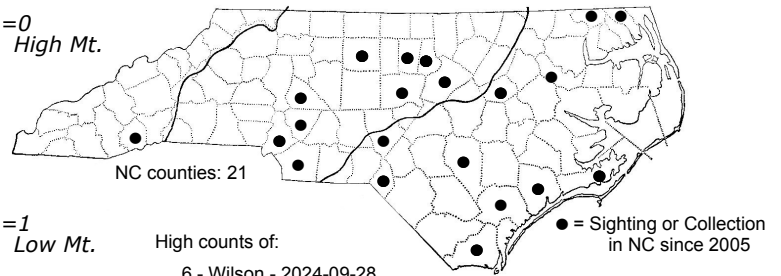 =0
High Mt.
NC counties: 21
=1
Low Mt.
High counts of:
6 - Wilson - 2024-09-28
● = Sighting or Collection
in NC since 2005